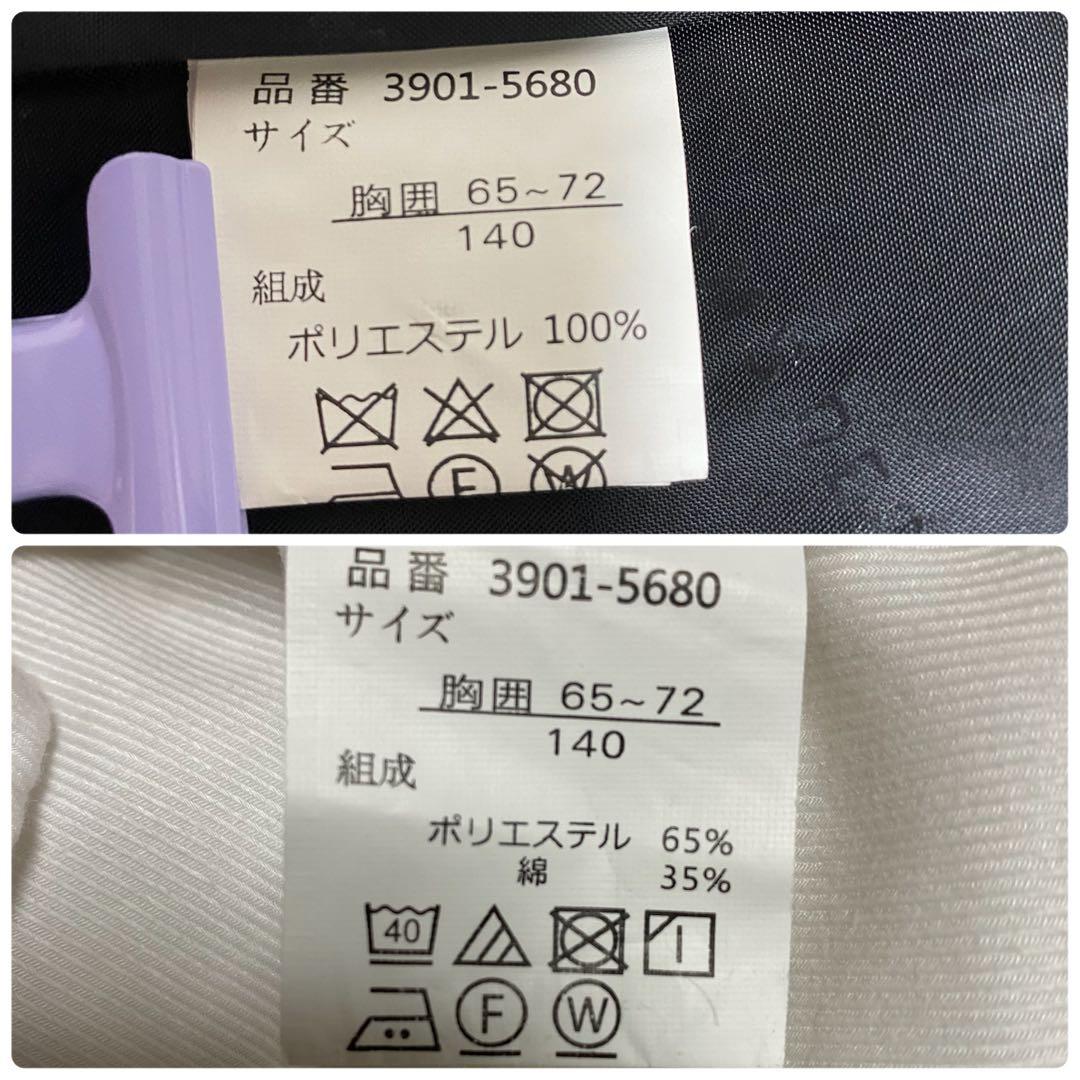 品番 3901-5680
サイズ
胸囲 65~72
140
組成
ポリエステル 100%
F
W
品番 3901-5680
サイズ
胸囲 65~72
140
組成
ポリエステル 65%
綿 35%
40
F
W